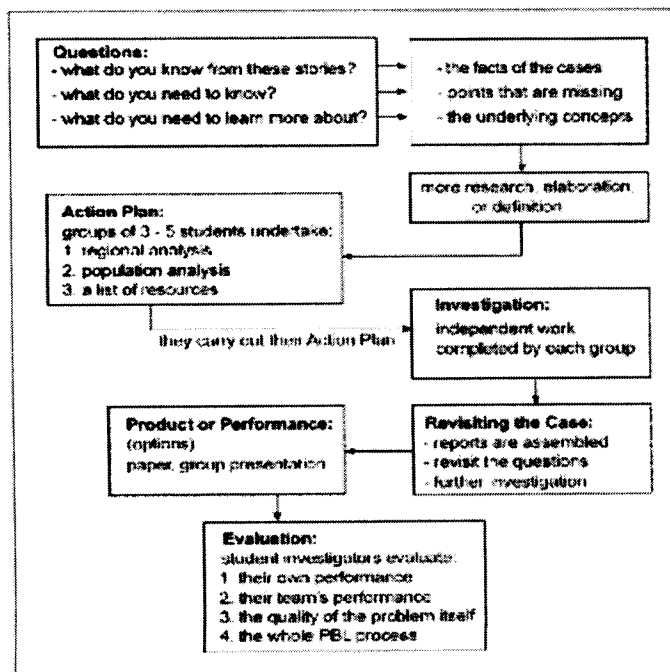 Questions:
- what do you know from these stories?
- what do you need to know?
- what do you need to learn more about?
- the facts of the cases
- points that are missing
- the underlying concepts
more research, elaboration,
or definition
Action Plan:
groups of 3 - 5 students undertake:
1. regional analysis
2. population analysis
3. a list of resources
they carry out their Action Plan
Investigation:
independent work
completed by each group
Revisiting the Case:
- reports are assembled
- revisit the questions
- further investigation
Product or Performance:
(options)
paper, group presentation
Evaluation:
student investigators evaluate:
1. their own performance
2. their team's performance
3. the quality of the problem itself
4. the whole PBL process